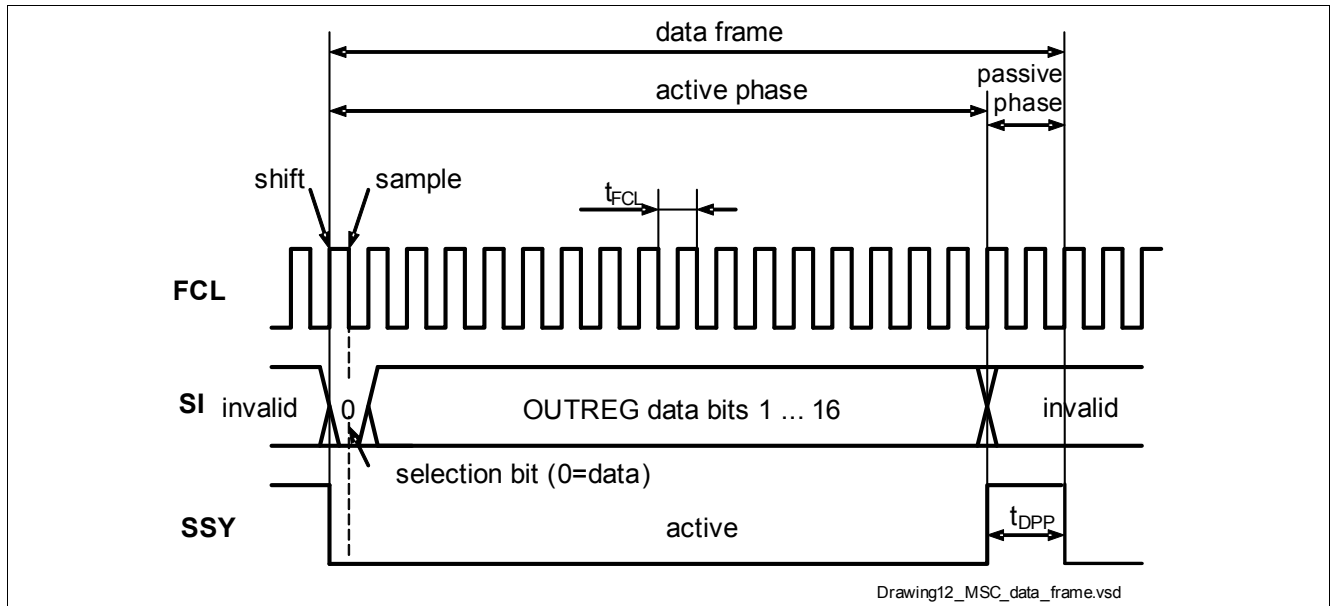 data frame
active phase
passive
phase
shift
sample
tFCL
FCL
SI
invalid
0
OUTREG data bits 1 ... 16
invalid
selection bit (0=data)
SSY
active
tDPP
Drawing12_MSC_data_frame.vsd